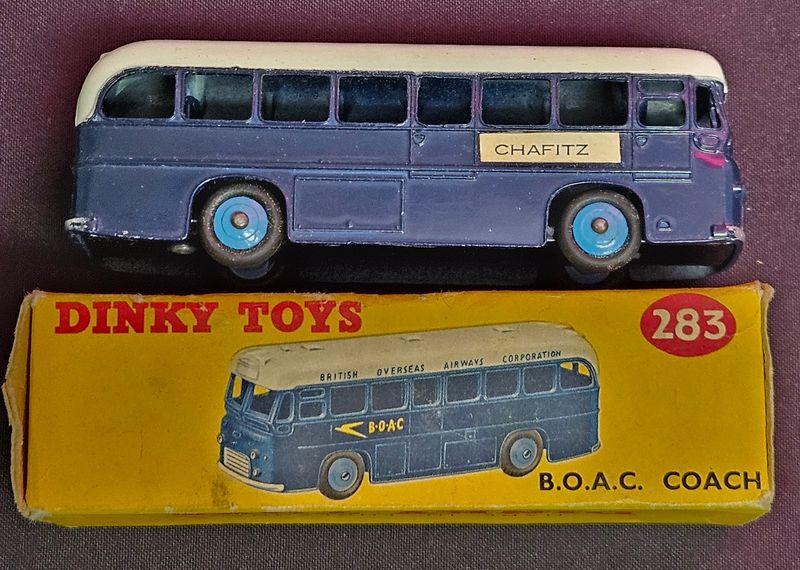 CHAFITZ
DINKY TOYS
283
BRITISH OVERSEAS AIRWAYS CORPORATION
B·O·A·C
B.O.A.C. COACH